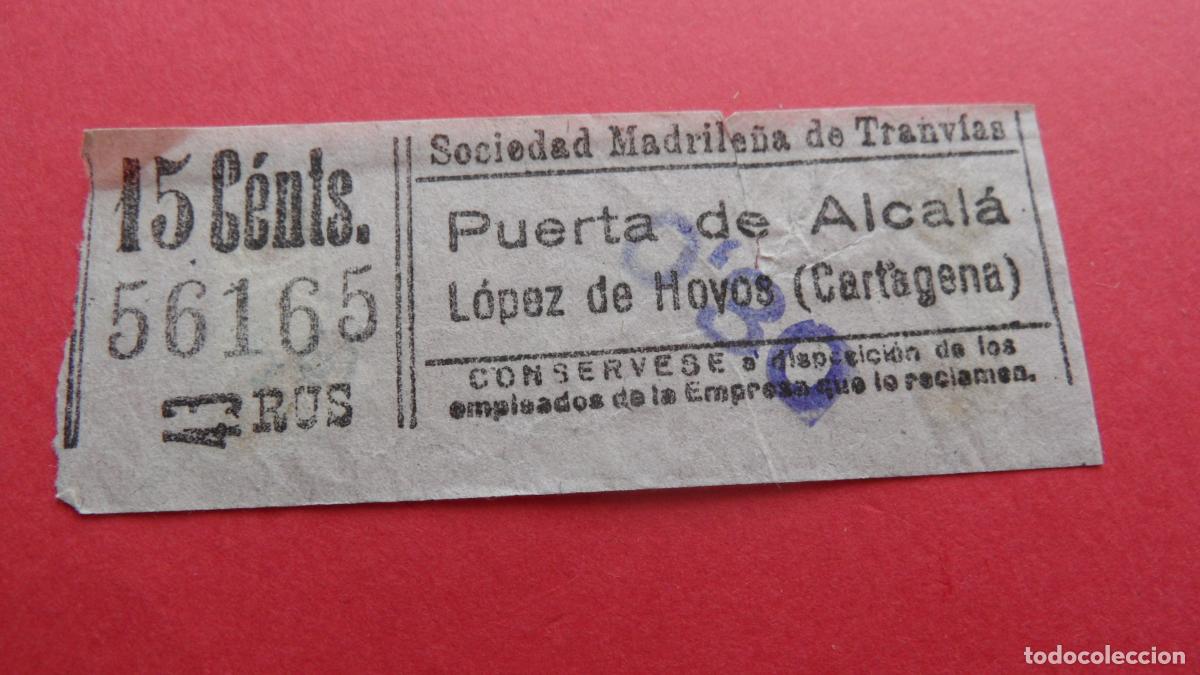 15 Cénts.
56165
41 RUS
Sociedad Madrileña de Tranvías
Puerta de Alcalá
López de Hoyos (Cartagena)
CONSERVESE a disposición de los
empleados de la Empresa que lo reclamen.
todocoleccion